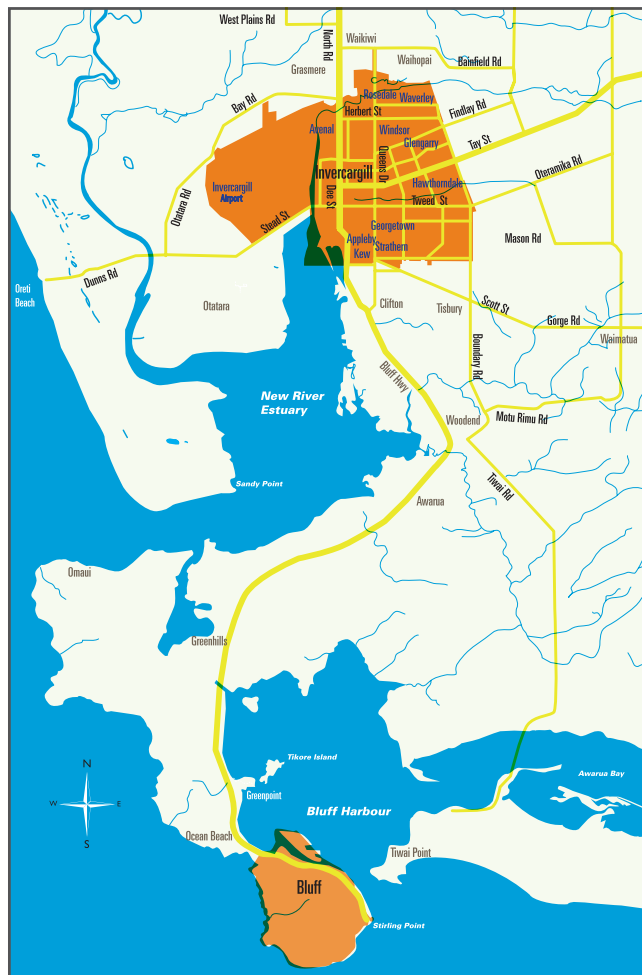 West Plains Rd
North Rd
Waikiwi
Waihopai
Bainfield Rd
Grasmere
Bay Rd
Rosedale
Waverley
Herbert St
Findlay Rd
Avenal
Windsor
Glengarry
Tay St
Queens Dr
Invercargill
Oteramika Rd
Otatara Rd
Invercargill
Airport
Dee St
Hawthorndale
Tweed St
Stead St
Georgetown
Mason Rd
Appleby
Kew
Strathern
Dunns Rd
Oreti
Beach
Otatara
Clifton
Tisbury
Scott St
Gorge Rd
Waimatua
Boundary Rd
Bluff Hwy
New River
Estuary
Woodend
Motu Rimu Rd
Sandy Point
Tiwai Rd
Awarua
Omaui
Greenhills
N
W
E
S
Tikore Island
Greenpoint
Awarua Bay
Bluff Harbour
Ocean Beach
Tiwai Point
Bluff
Stirling Point